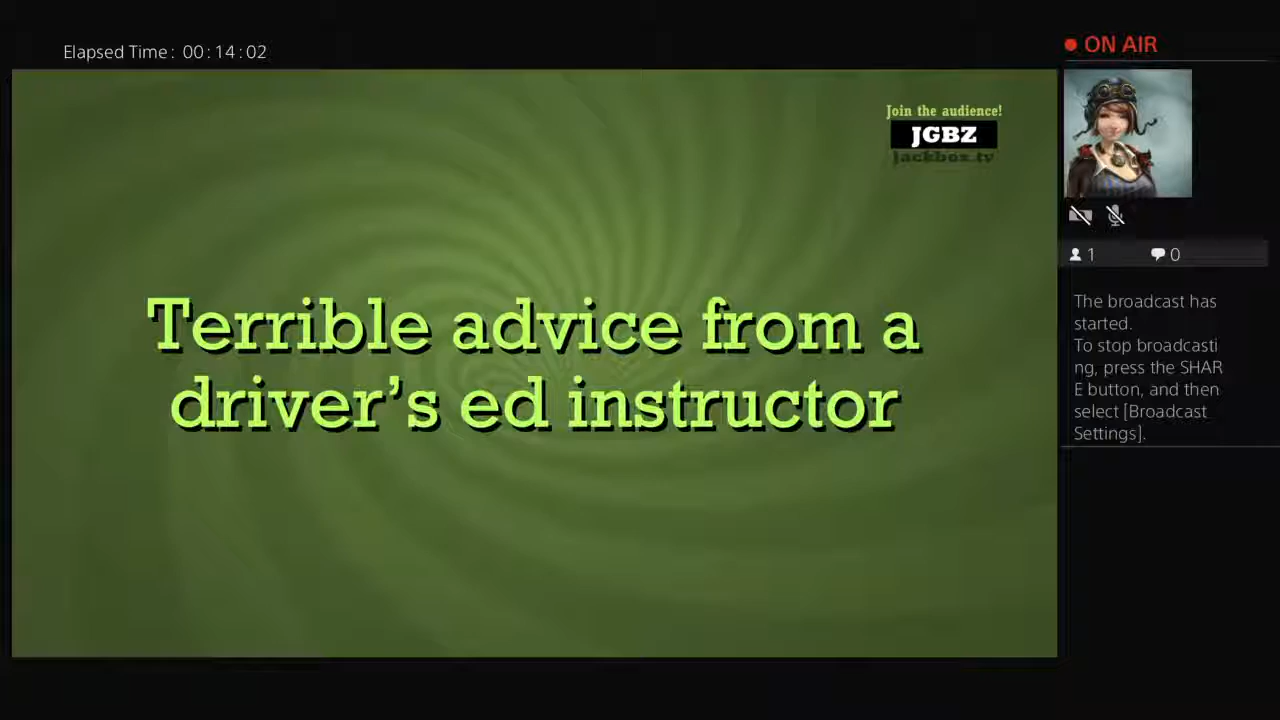 Elapsed Time: 00:14:02
ON AIR
Join the audience!
JGBZ
jackbox.tv
Terrible advice from a
driver's ed instructor
1 0
The broadcast has
started.
To stop broadcasti
ng, press the SHAR
E button, and then
select [Broadcast
Settings].